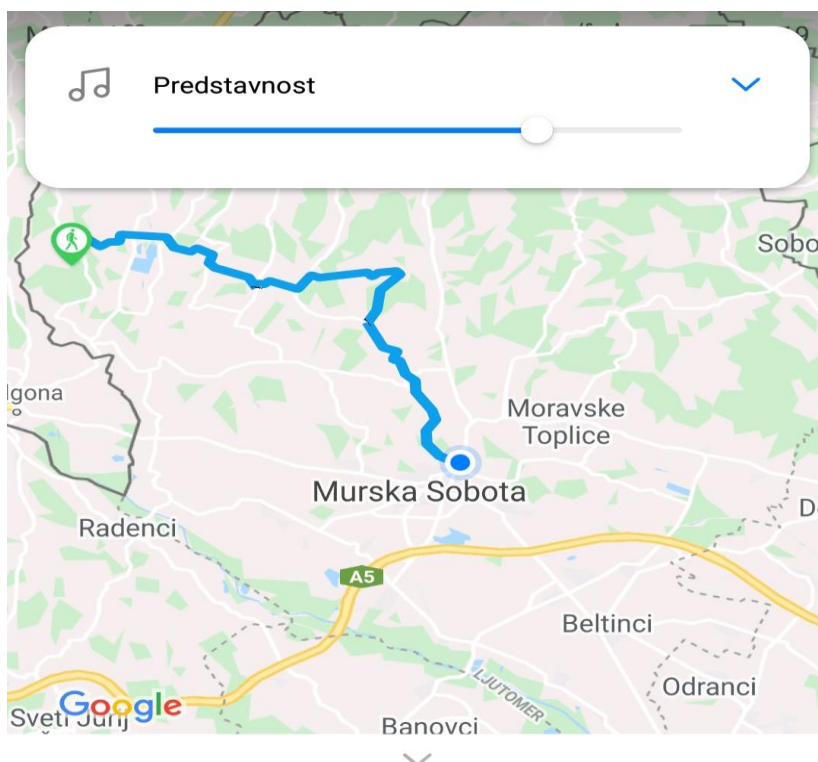 Predstavnost
Sobo
lgona
Moravske
Toplice
Murska Sobota
Radenci
D
A5
Beltinci
LJUTOMER
Odranci
Google
Sveti Jurij
Banovci